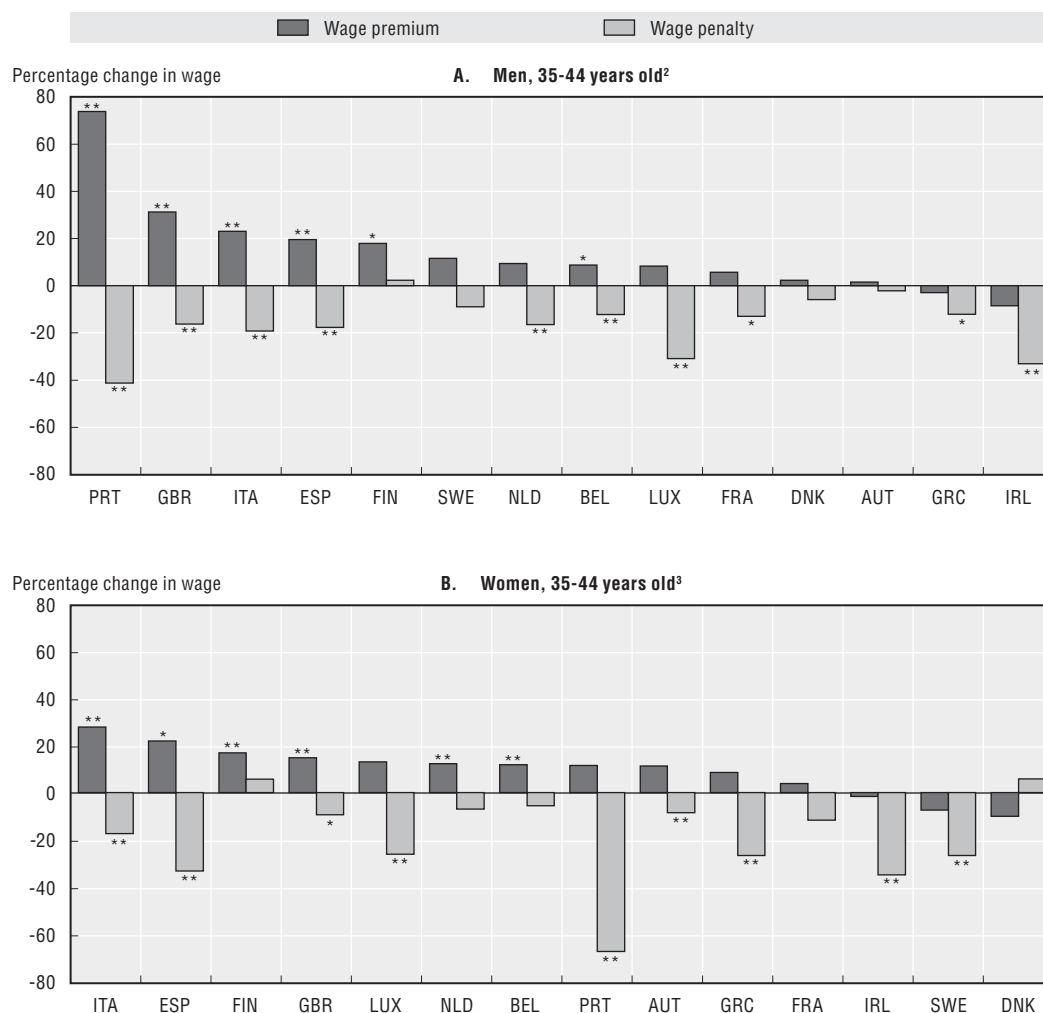 Wage premium Wage penalty
Percentage change in wage A. Men, 35-44 years old²
80
60
40
20
0
-20
-40
-60
-80
** ** ** ** * *
** ** ** ** ** ** * * **
PRT GBR ITA ESP FIN SWE NLD BEL LUX FRA DNK AUT GRC IRL
Percentage change in wage B. Women, 35-44 years old³
80
60
40
20
0
-20
-40
-60
-80
** * ** ** ** **
** ** * ** ** ** ** ** **
ITA ESP FIN GBR LUX NLD BEL PRT AUT GRC FRA IRL SWE DNK